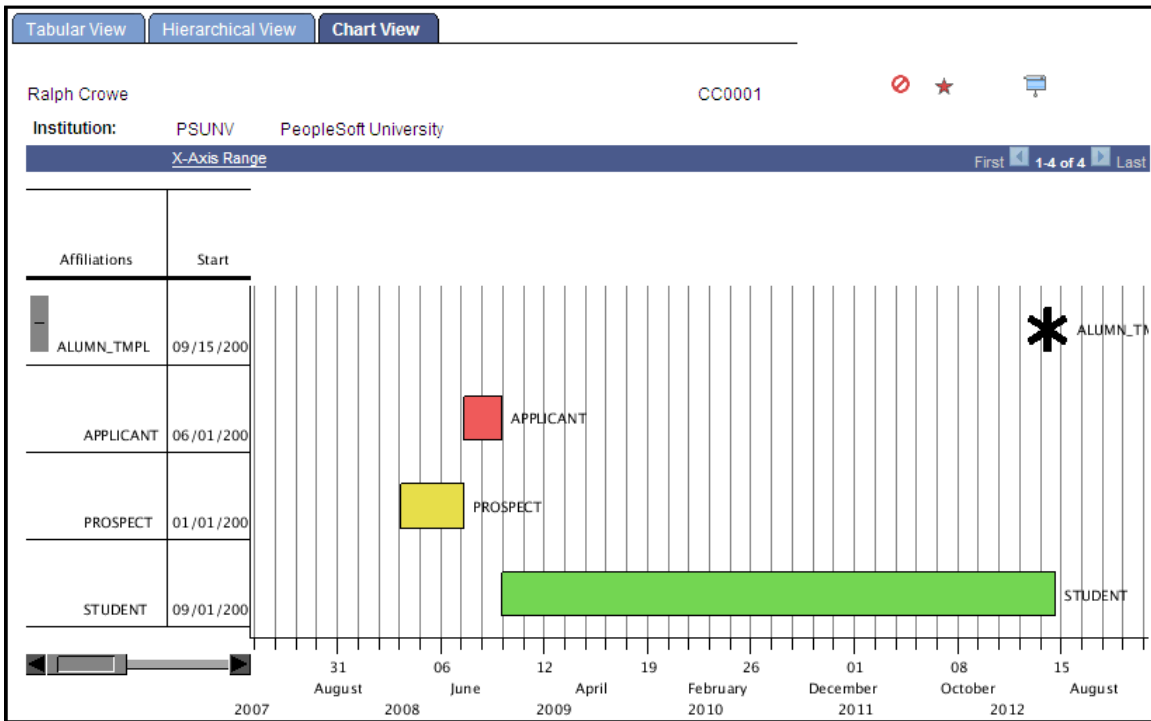 Tabular View Hierarchical View Chart View
Ralph Crowe CC0001
Institution: PSUNV PeopleSoft University
X-Axis Range First 1-4 of 4 Last
Affiliations Start
ALUMN_TMPL 09/15/200 ALUMN_TM
APPLICANT 06/01/200 APPLICANT
PROSPECT 01/01/200 PROSPECT
STUDENT 09/01/200 STUDENT
31 06 12 19 26 01 08 15
August June April February December October August
2007 2008 2009 2010 2011 2012